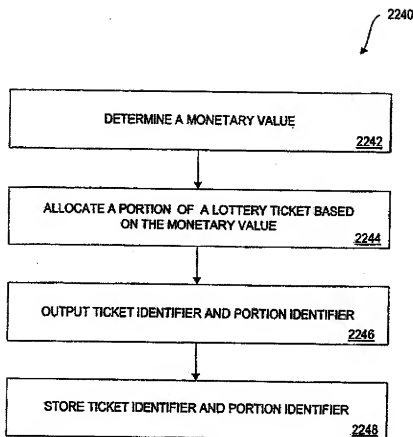 2240
DETERMINE A MONETARY VALUE
2242
ALLOCATE A PORTION OF A LOTTERY TICKET BASED
ON THE MONETARY VALUE
2244
OUTPUT TICKET IDENTIFIER AND PORTION IDENTIFIER
2246
STORE TICKET IDENTIFIER AND PORTION IDENTIFIER
2248